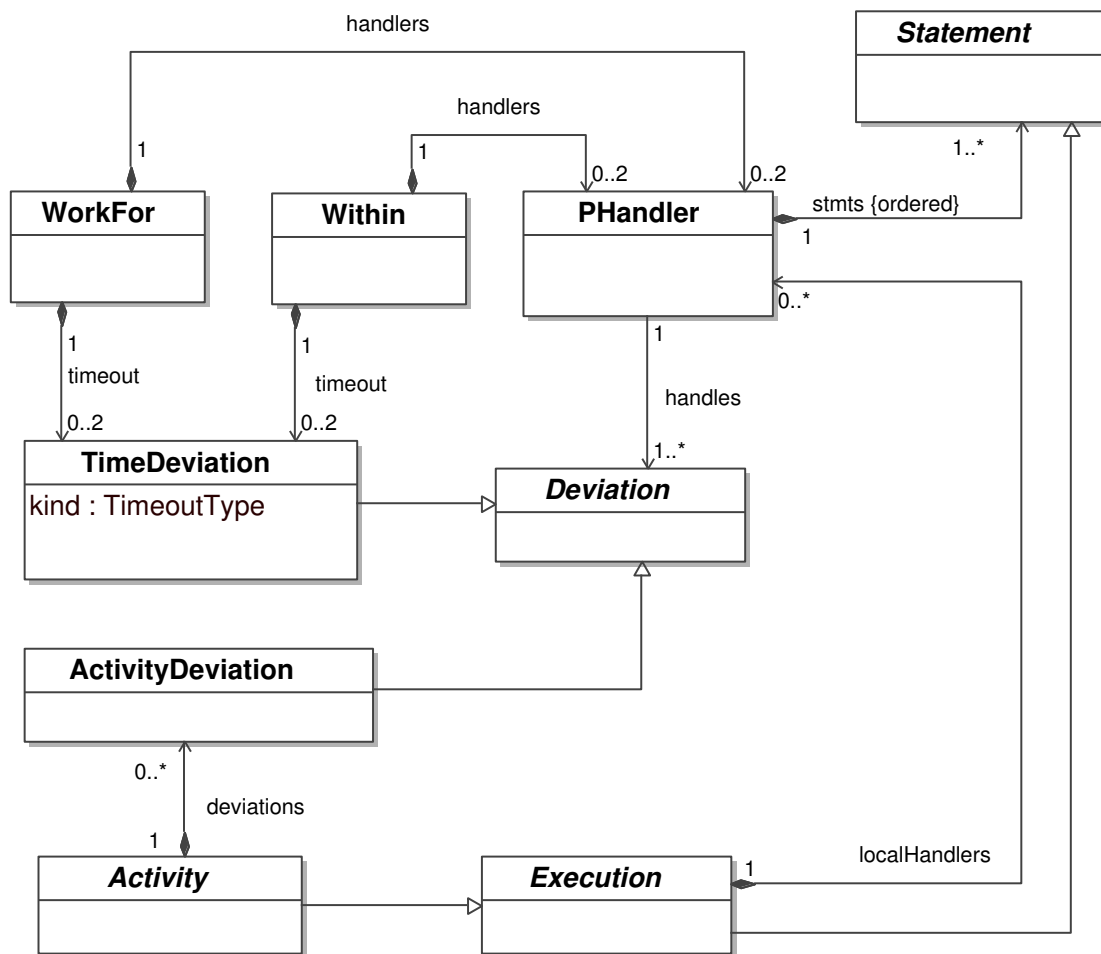 handlers
Statement
handlers
1
1
1..*
0..2
0..2
WorkFor
Within
PHandler
stmts {ordered}
1
0..*
1
1
1
timeout
timeout
handles
0..2
0..2
1..*
TimeDeviation
Deviation
kind : TimeoutType
ActivityDeviation
0..*
deviations
1
localHandlers
1
Activity
Execution